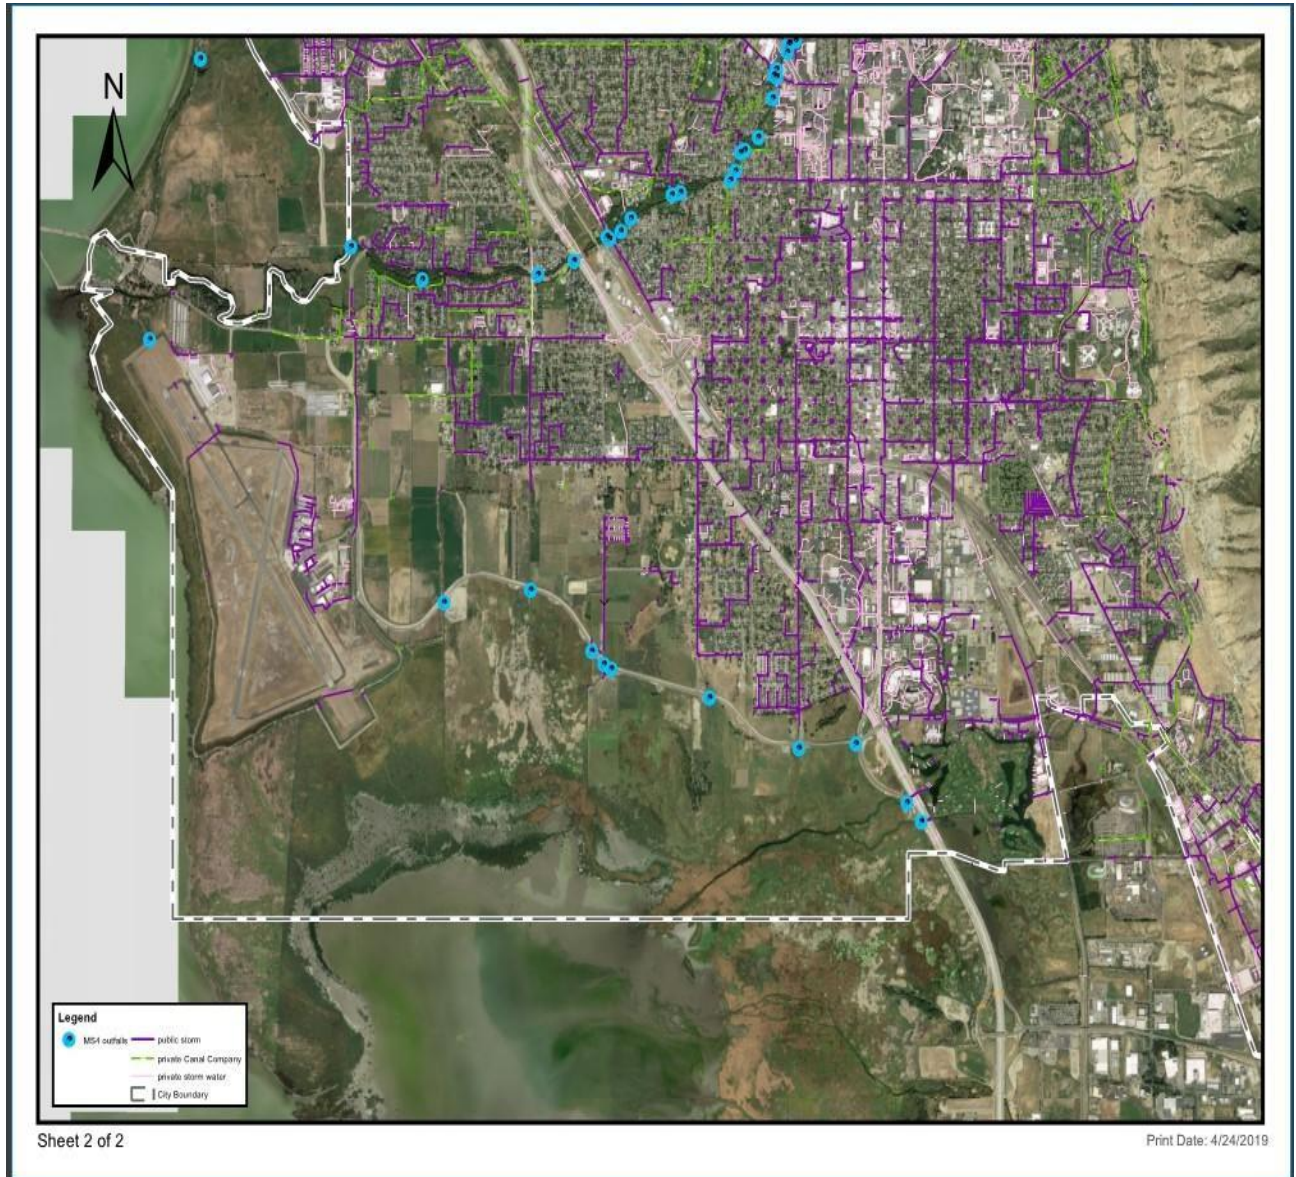 N
Legend
MS4 outfalls
public storm
private Canal Company
private storm water
City Boundary
Sheet 2 of 2
Print Date: 4/24/2019